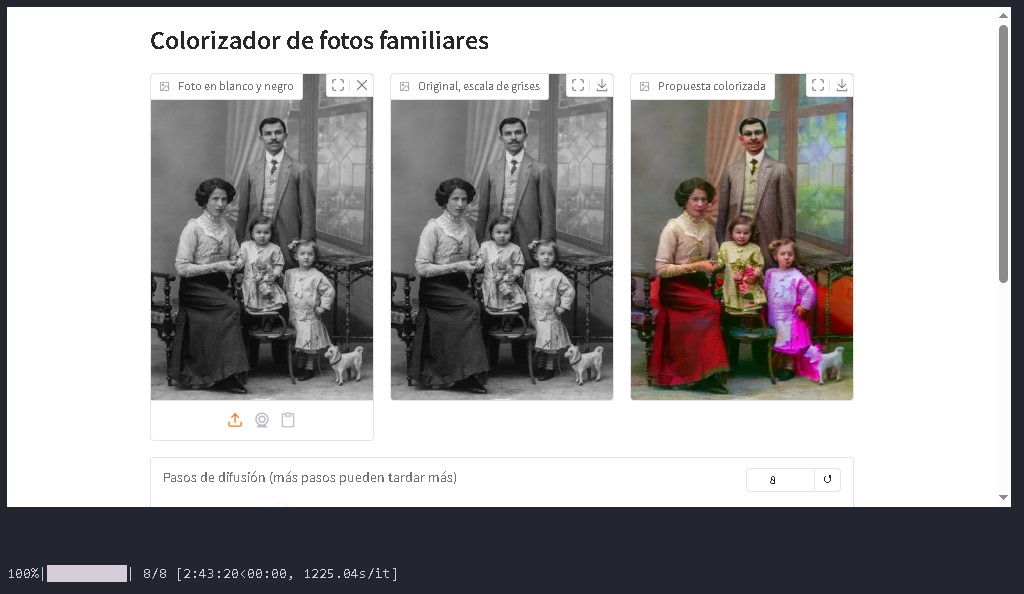 Colorizador de fotos familiares
Foto en blanco y negro
Original, escala de grises
Propuesta colorizada
Pasos de difusión (más pasos pueden tardar más)
8
100%| | 8/8 [2:43:20<00:00, 1225.04s/it]